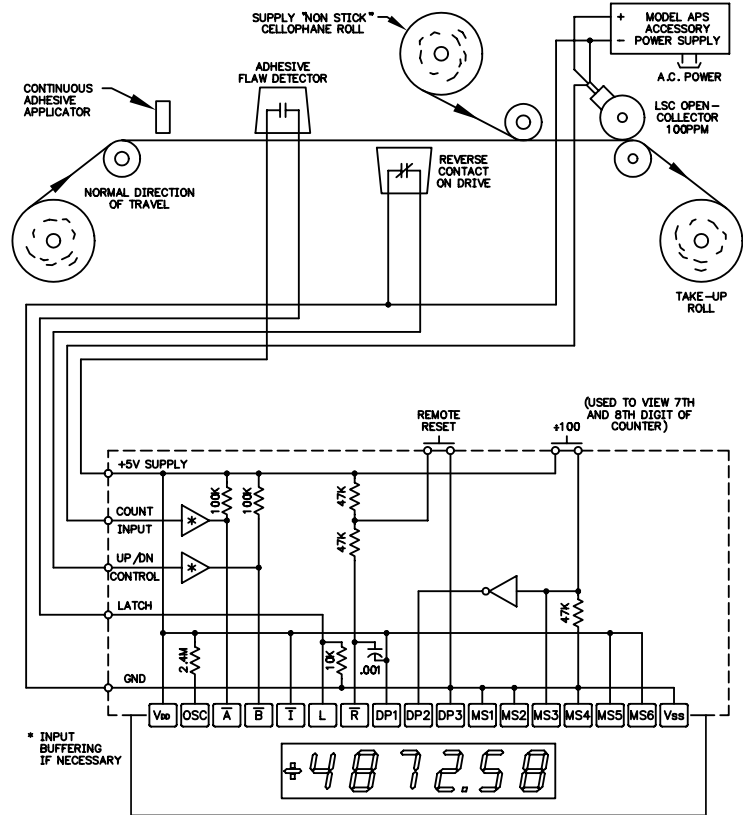 SUPPLY "NON STICK"
CELLOPHANE ROLL
+ MODEL APS
ACCESSORY
- POWER SUPPLY
A.C. POWER
ADHESIVE
FLAW DETECTOR
CONTINUOUS
ADHESIVE
APPLICATOR
LSC OPEN-
COLLECTOR
100PPM
REVERSE
CONTACT
ON DRIVE
NORMAL DIRECTION
OF TRAVEL
TAKE-UP
ROLL
REMOTE
RESET
÷100
(USED TO VIEW 7TH
AND 8TH DIGIT OF
COUNTER)
+5V SUPPLY
100K
100K
47K
47K
COUNT
INPUT
*
UP/DN
CONTROL
*
LATCH
47K
2.4M
10K
.001
GND
VDD OSC A̅ B̅ I̅ L R̅ DP1 DP2 DP3 MS1 MS2 MS3 MS4 MS5 MS6 VSS
* INPUT
BUFFERING
IF NECESSARY
÷4872.58